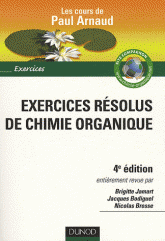 Les cours de
Paul Arnaud
Exercices
EXERCICES RÉSOLUS
DE CHIMIE ORGANIQUE
4e édition
entièrement revue par
Brigitte Jamart
Jacques Bodiguel
Nicolas Brosse
DUNOD